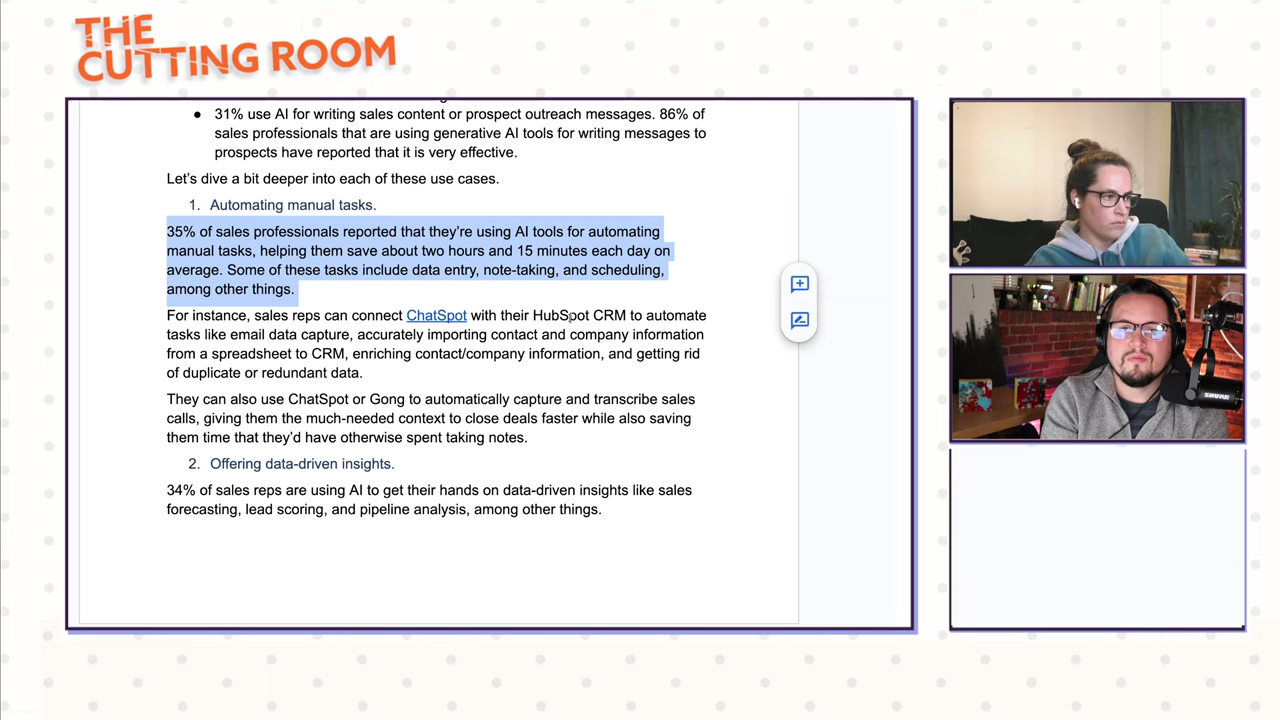 THE
CUTTING ROOM
● 31% use AI for writing sales content or prospect outreach messages. 86% of
sales professionals that are using generative AI tools for writing messages to
prospects have reported that it is very effective.
Let’s dive a bit deeper into each of these use cases.
1. Automating manual tasks.
35% of sales professionals reported that they’re using AI tools for automating
manual tasks, helping them save about two hours and 15 minutes each day on
average. Some of these tasks include data entry, note-taking, and scheduling,
among other things.
For instance, sales reps can connect ChatSpot with their HubSpot CRM to automate
tasks like email data capture, accurately importing contact and company information
from a spreadsheet to CRM, enriching contact/company information, and getting rid
of duplicate or redundant data.
They can also use ChatSpot or Gong to automatically capture and transcribe sales
calls, giving them the much-needed context to close deals faster while also saving
them time that they’d have otherwise spent taking notes.
2. Offering data-driven insights.
34% of sales reps are using AI to get their hands on data-driven insights like sales
forecasting, lead scoring, and pipeline analysis, among other things.
SHURE